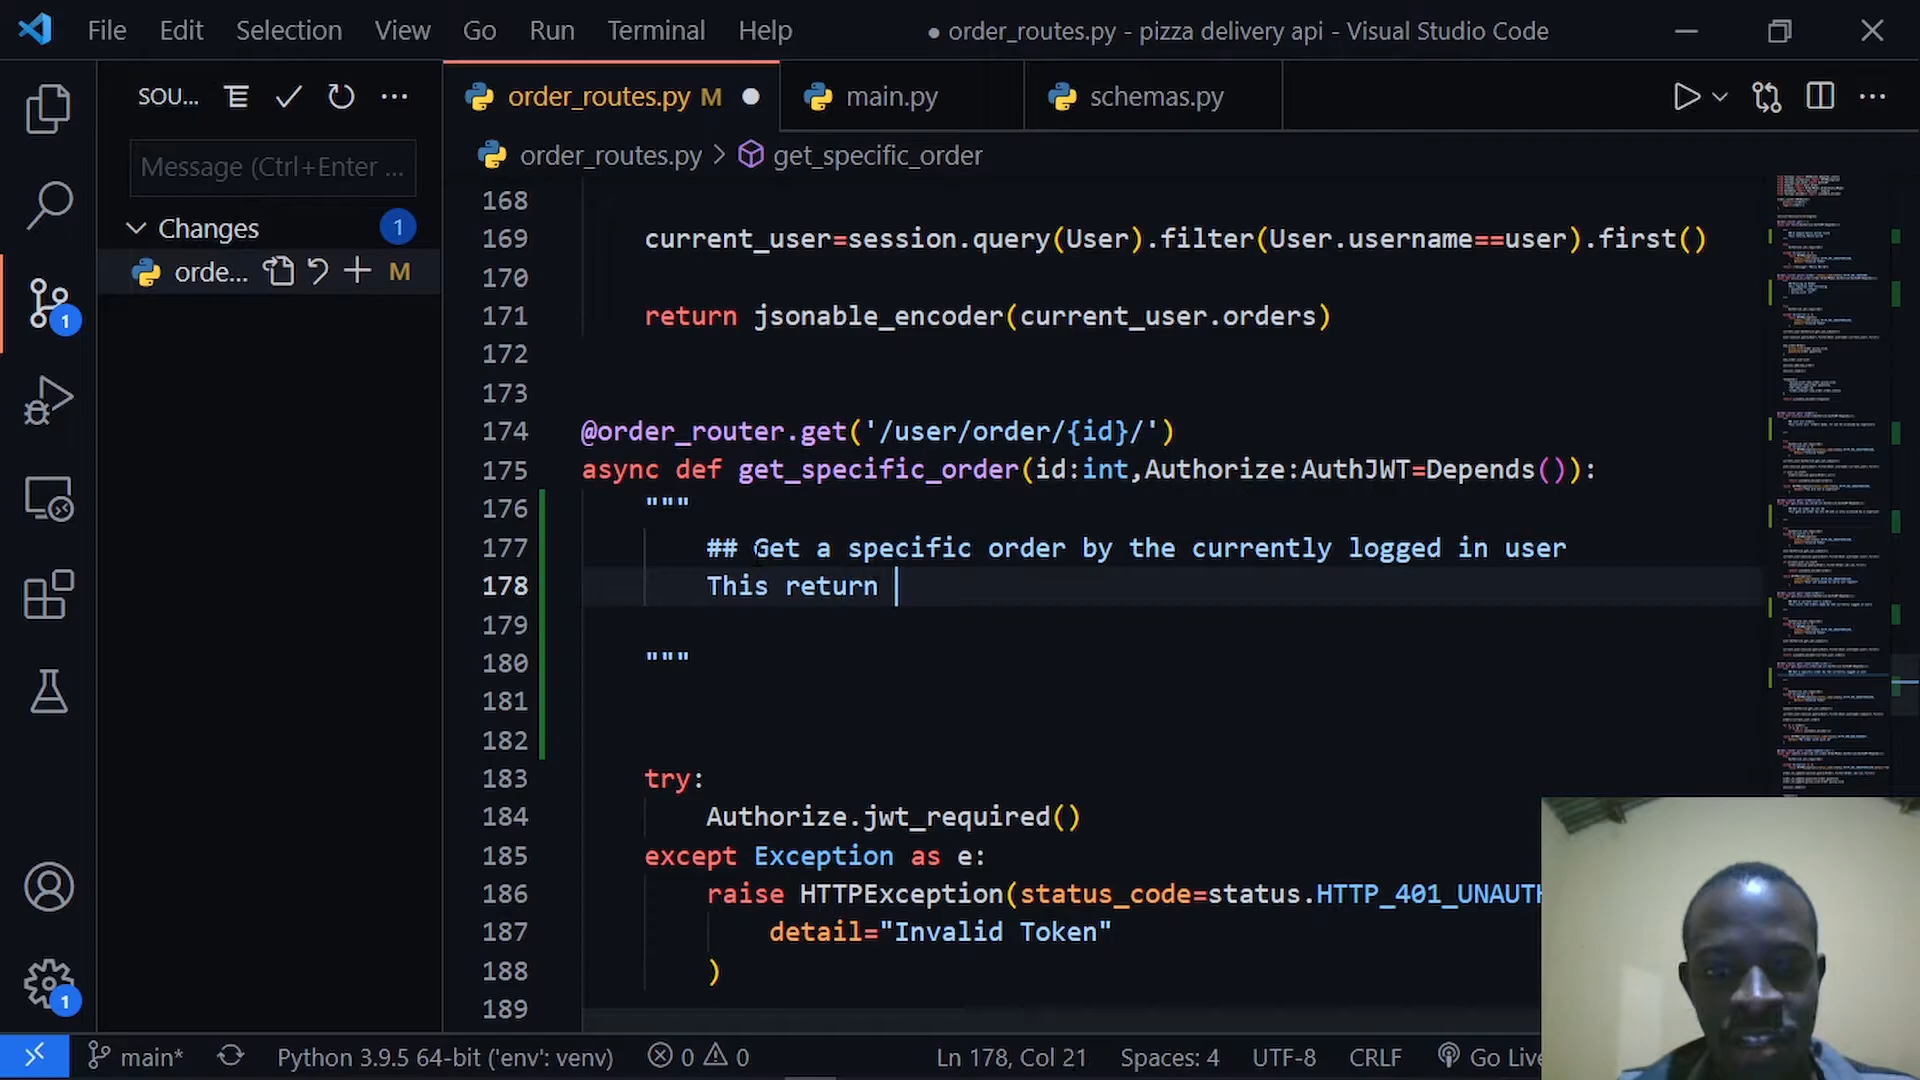 File Edit Selection View Go Run Terminal Help
● order_routes.py - pizza delivery api - Visual Studio Code
SOU...
order_routes.py M
main.py
schemas.py
Message (Ctrl+Enter ...
order_routes.py > get_specific_order
Changes 1
orde... M
168
169 current_user=session.query(User).filter(User.username==user).first()
170
171 return jsonable_encoder(current_user.orders)
172
173
174 @order_router.get('/user/order/{id}/')
175 async def get_specific_order(id:int,Authorize:AuthJWT=Depends()):
176 """
177 ## Get a specific order by the currently logged in user
178 This return
179
180 """
181
182
183 try:
184 Authorize.jwt_required()
185 except Exception as e:
186 raise HTTPException(status_code=status.HTTP_401_UNAUTH
187 detail="Invalid Token"
188 )
189
1
1
main* Python 3.9.5 64-bit ('env': venv) 0 0 Ln 178, Col 21 Spaces: 4 UTF-8 CRLF Go Live